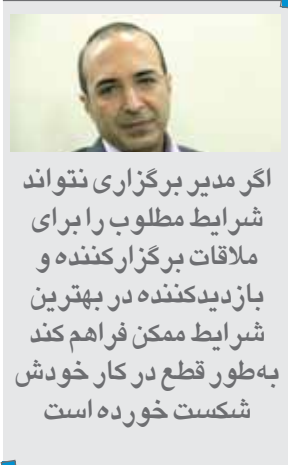 اگر مدیر برگزاری نتواند
شرایط مطلوب را برای
ملاقات برگزارکننده و
بازدیدکننده در بهترین
شرایط ممکن فراهم کند
به‌طور قطع در کار خودش
شکست خورده است